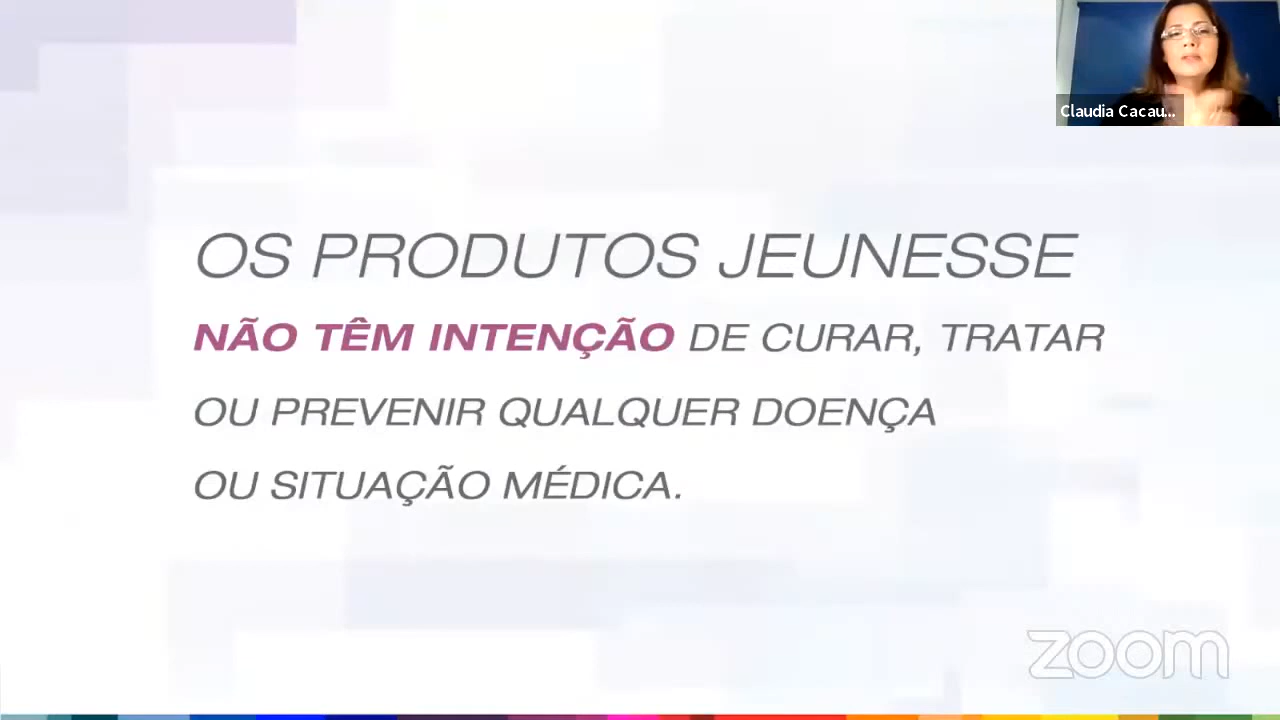 Claudia Cacau...
OS PRODUTOS JEUNESSE
NÃO TÊM INTENÇÃO DE CURAR, TRATAR
OU PREVENIR QUALQUER DOENÇA
OU SITUAÇÃO MÉDICA.
zoom